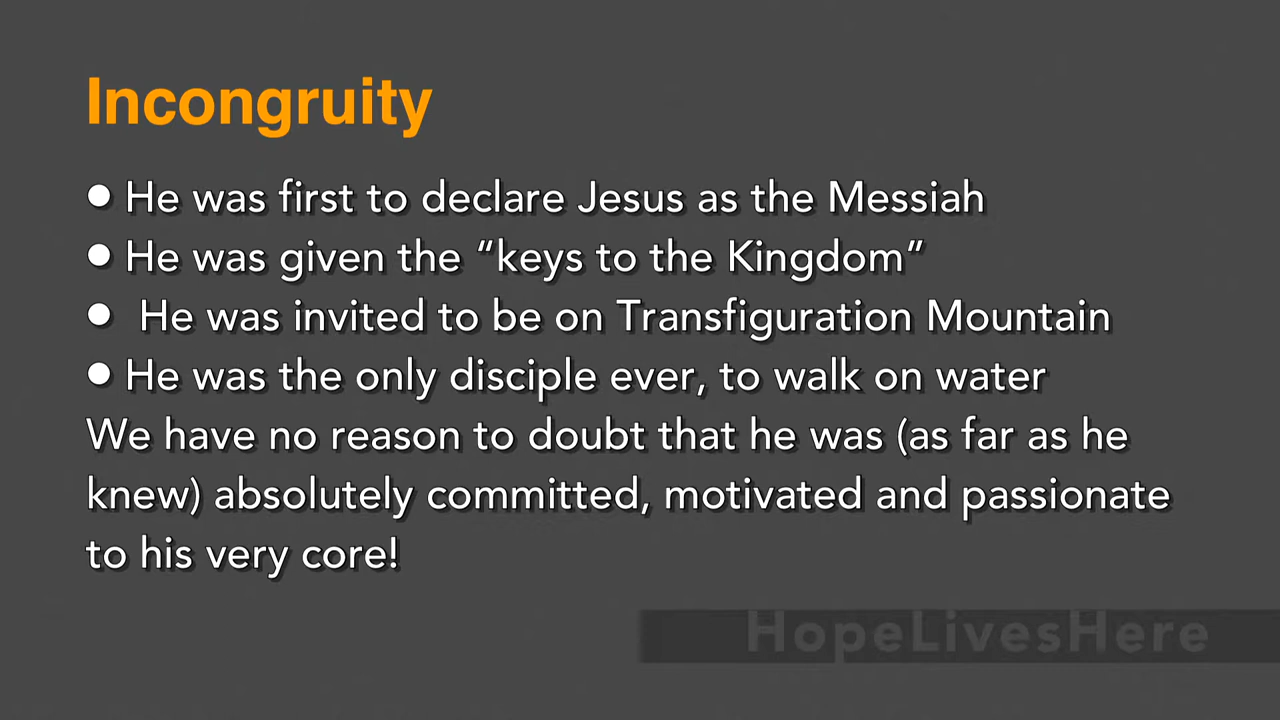 Incongruity
● He was first to declare Jesus as the Messiah
● He was given the “keys to the Kingdom”
● He was invited to be on Transfiguration Mountain
● He was the only disciple ever, to walk on water
We have no reason to doubt that he was (as far as he
knew) absolutely committed, motivated and passionate
to his very core!
HopeLivesHere